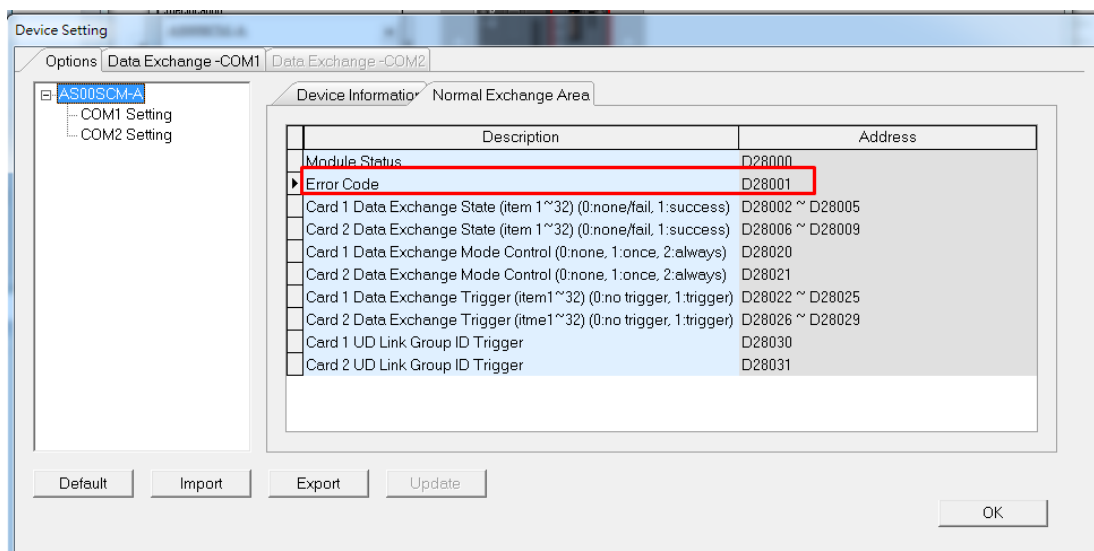 Device Setting
Options Data Exchange -COM1 Data Exchange -COM2
AS00SCM-A
COM1 Setting
COM2 Setting
Device Information Normal Exchange Area
Description Address
Module Status D28000
Error Code D28001
Card 1 Data Exchange State (item 1~32) (0:none/fail, 1:success) D28002 ~ D28005
Card 2 Data Exchange State (item 1~32) (0:none/fail, 1:success) D28006 ~ D28009
Card 1 Data Exchange Mode Control (0:none, 1:once, 2:always) D28020
Card 2 Data Exchange Mode Control (0:none, 1:once, 2:always) D28021
Card 1 Data Exchange Trigger (item1~32) (0:no trigger, 1:trigger) D28022 ~ D28025
Card 2 Data Exchange Trigger (itme1~32) (0:no trigger, 1:trigger) D28026 ~ D28029
Card 1 UD Link Group ID Trigger D28030
Card 2 UD Link Group ID Trigger D28031
Default Import Export Update
OK